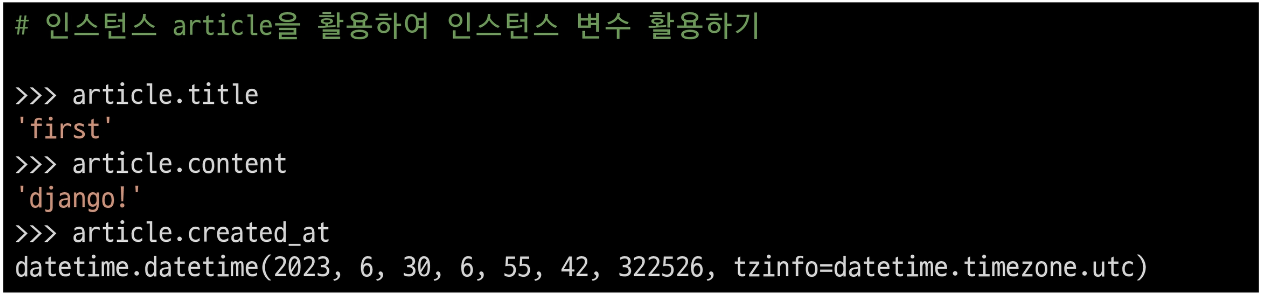 # 인스턴스 article을 활용하여 인스턴스 변수 활용하기
>>> article.title
'first'
>>> article.content
'django!'
>>> article.created_at
datetime.datetime(2023, 6, 30, 6, 55, 42, 322526, tzinfo=datetime.timezone.utc)